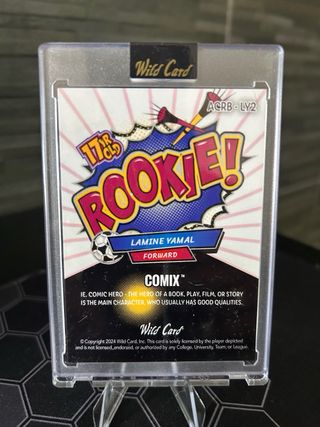 Wild Card
ACRB - LY2
17YR
OLD
ROOKIE!
LAMINE YAMAL
FORWARD
COMIX™
IE. COMIC HERO - THE HERO OF A BOOK, PLAY, FILM, OR STORY
IS THE MAIN CHARACTER, WHO USUALLY HAS GOOD QUALITIES.
Wild Card
© Copyright 2024 Wild Card, Inc. This card is solely licensed by the player depicted
and is not licensed, endorsed, or authorized by any College, University, Team, or League.